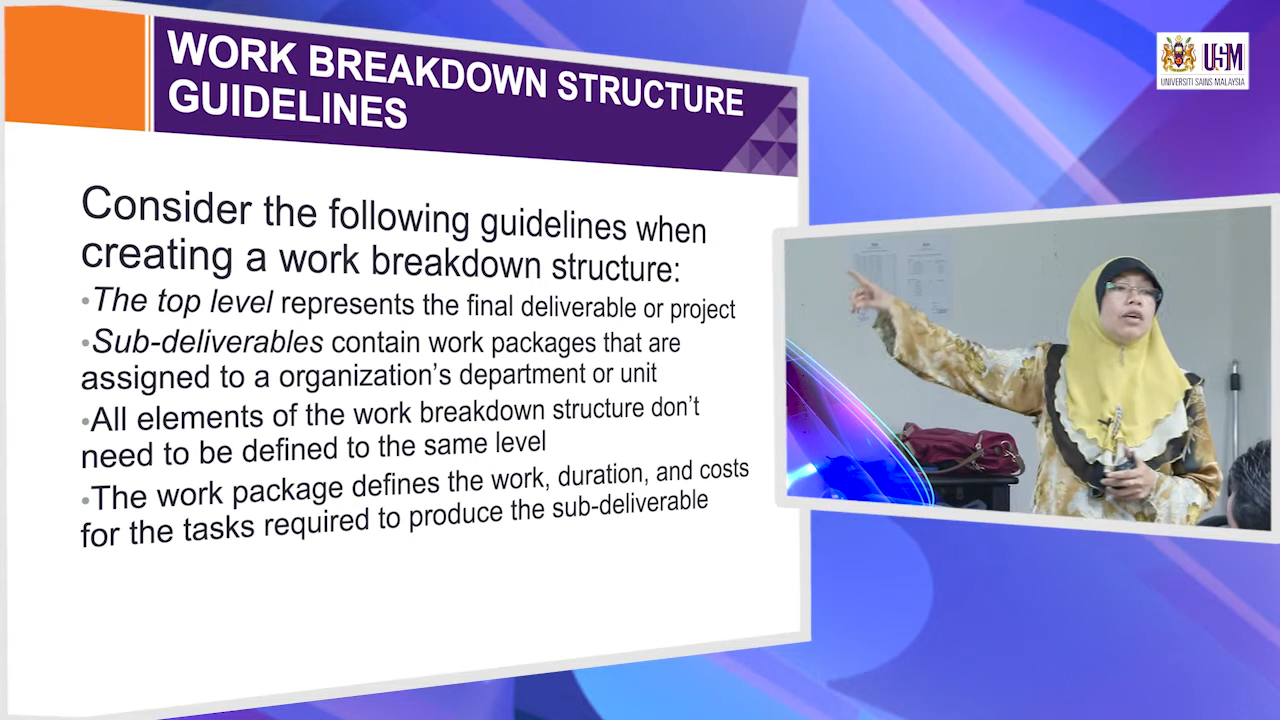 WORK BREAKDOWN STRUCTURE
GUIDELINES
Consider the following guidelines when
creating a work breakdown structure:
•The top level represents the final deliverable or project
•Sub-deliverables contain work packages that are
assigned to a organization’s department or unit
•All elements of the work breakdown structure don’t
need to be defined to the same level
•The work package defines the work, duration, and costs
for the tasks required to produce the sub-deliverable
USM
UNIVERSITI SAINS MALAYSIA